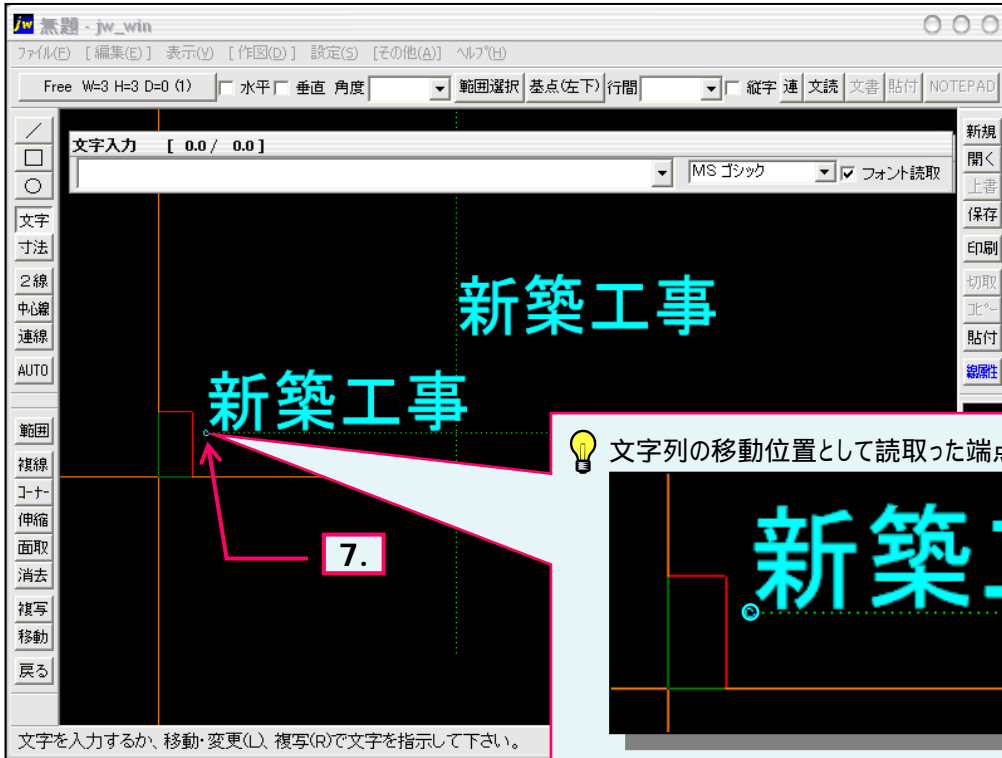 無題 - jw_win
ファイル(F) [編集(E)] 表示(V) [作図(D)] 設定(S) [その他(A)] ヘルプ(H)
Free W=3 H=3 D=0 (1) 水平 垂直 角度 範囲選択 基点(左下) 行間 縦字 連 文読 文書 貼付 NOTEPAD
文字入力 [ 0.0 / 0.0 ]
MS ゴシック フォント読取
／
□
○
文字
寸法
２線
中心線
連線
AUTO
範囲
複線
コーナー
伸縮
面取
消去
複写
移動
戻る
新規
開く
上書
保存
印刷
切取
コピー
貼付
線属性
新築工事
新築工事
7.
文字列の移動位置として読取った端点
新築
文字を入力するか、移動・変更(L)、複写(R)で文字を指示して下さい。